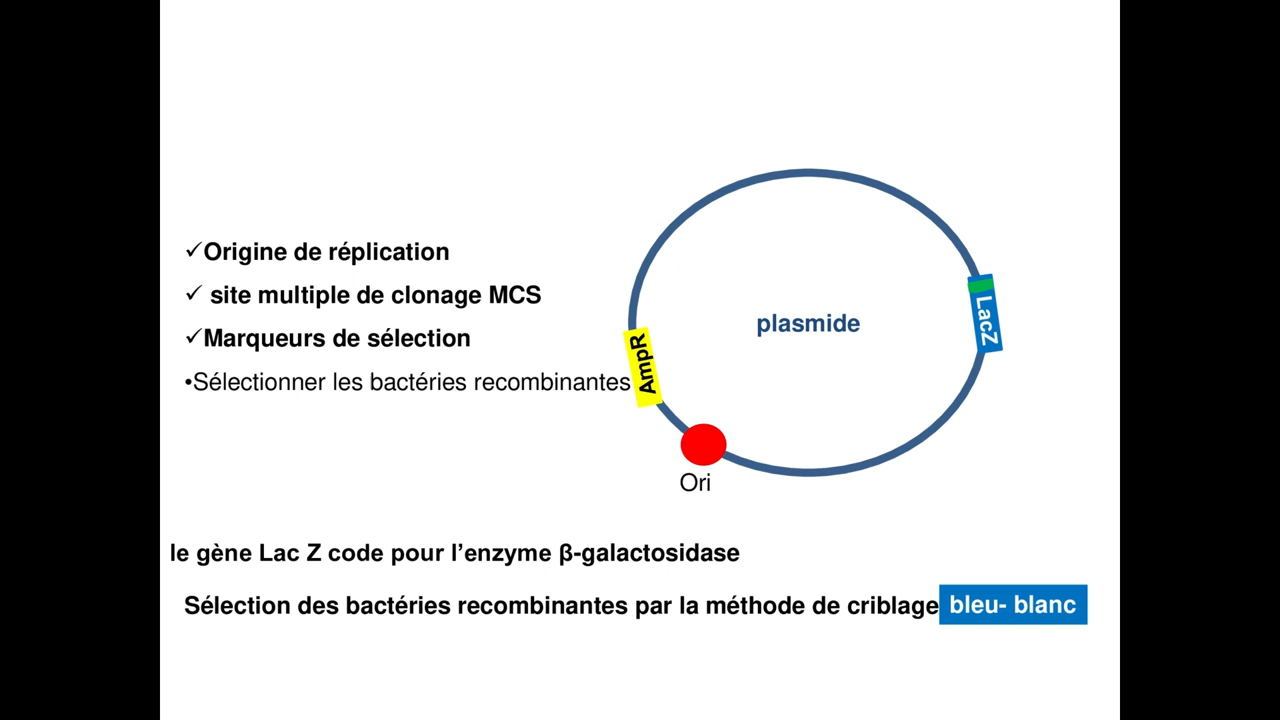 ✓Origine de réplication
✓ site multiple de clonage MCS
✓Marqueurs de sélection
•Sélectionner les bactéries recombinantes
plasmide
LacZ
AmpR
Ori
le gène Lac Z code pour l’enzyme β-galactosidase
Sélection des bactéries recombinantes par la méthode de criblage bleu- blanc